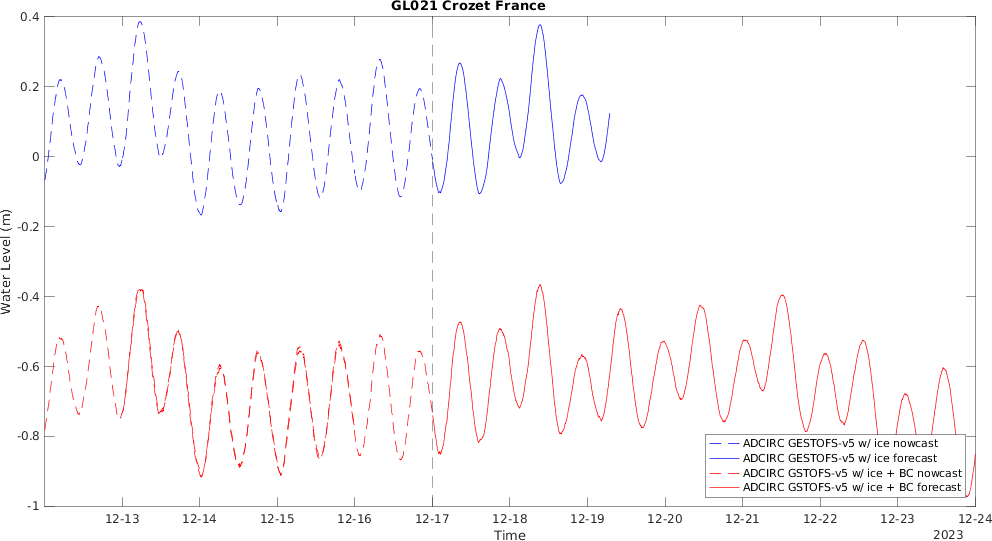 GL021 Crozet France
0.4
0.2
0
-0.2
-0.4
-0.6
-0.8
-1
Water Level (m)
ADCIRC GESTOFS-v5 w/ ice nowcast
ADCIRC GESTOFS-v5 w/ ice forecast
ADCIRC GSTOFS-v5 w/ ice + BC nowcast
ADCIRC GSTOFS-v5 w/ ice + BC forecast
12-13 12-14 12-15 12-16 12-17 12-18 12-19 12-20 12-21 12-22 12-23 12-24
Time
2023